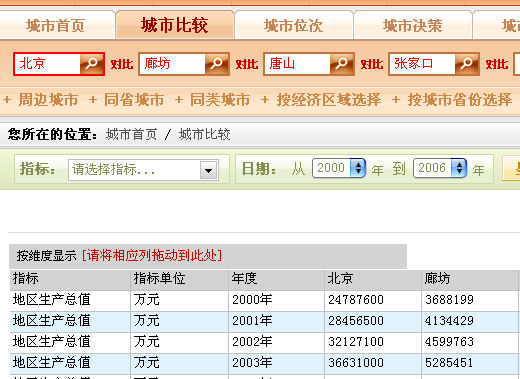 城市首页 城市比较 城市位次 城市决策
北京 对比 廊坊 对比 唐山 对比 张家口 对比
+ 周边城市 + 同省城市 + 同类城市 + 按经济区域选择 + 按城市省份选择
您所在的位置: 城市首页 / 城市比较
指标: 请选择指标... 日期: 从 2000 年 到 2006 年
按维度显示 [请将相应列拖动到此处]
指标 指标单位 年度 北京 廊坊
地区生产总值 万元 2000年 24787600 3688199
地区生产总值 万元 2001年 28456500 4134429
地区生产总值 万元 2002年 32127100 4599763
地区生产总值 万元 2003年 36631000 5285451